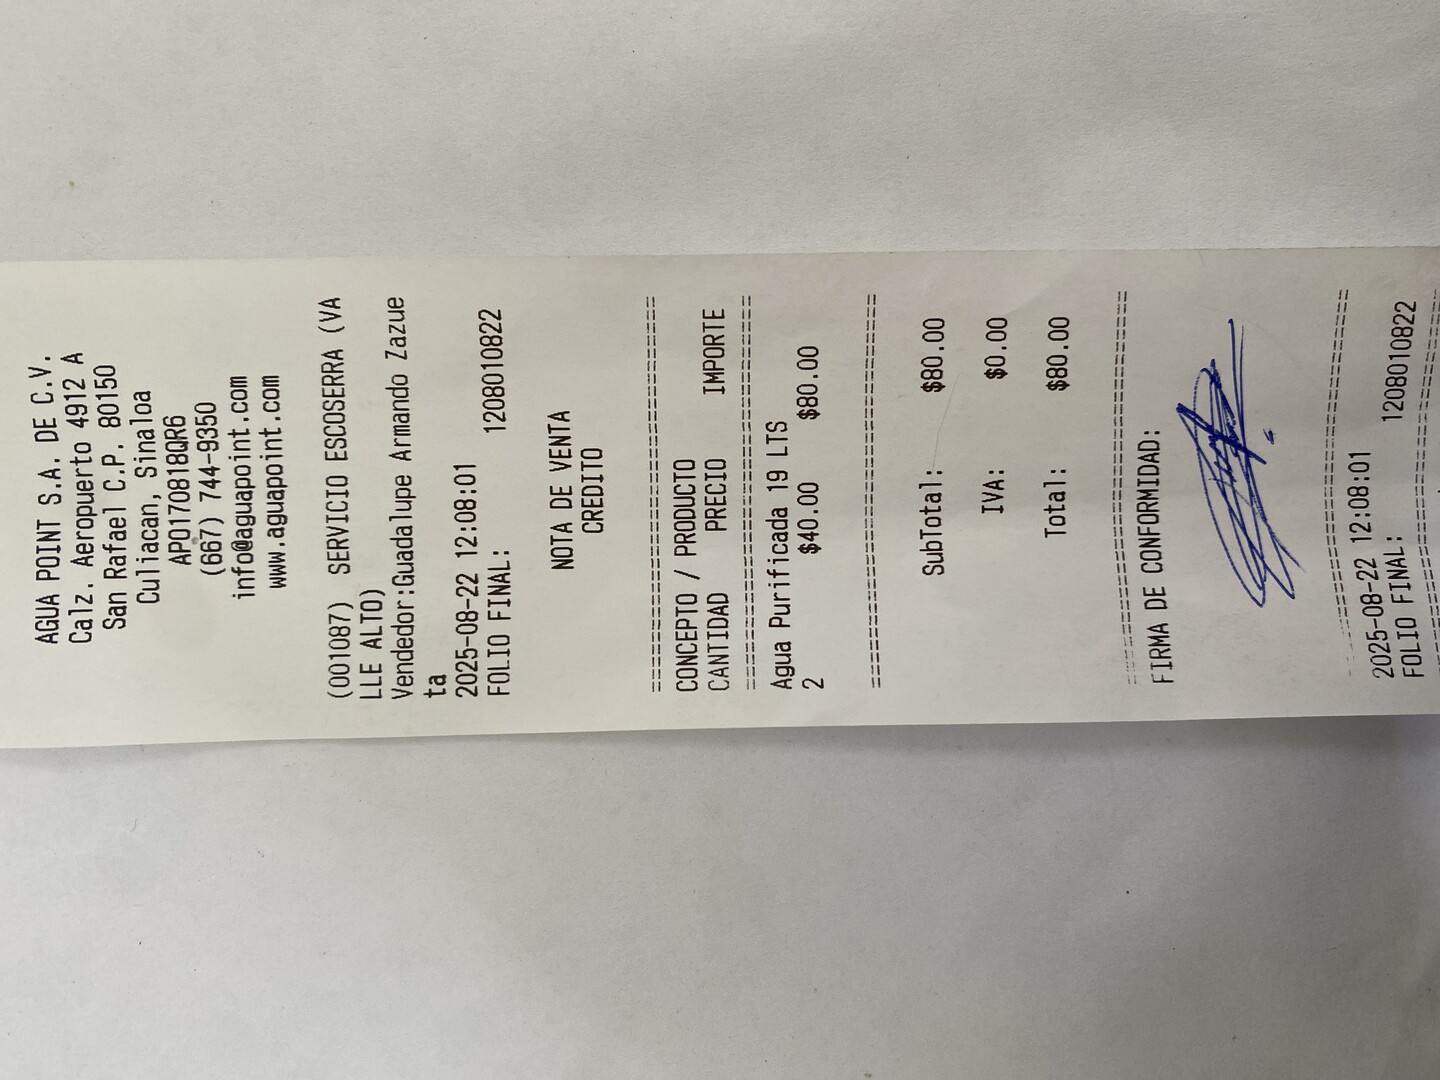 AGUA POINT S.A. DE C.V.
Calz. Aeropuerto 4912 A
San Rafael C.P. 80150
Culiacan, Sinaloa
APO170818QR6
(667) 744-9350
info@aguapoint.com
www.aguapoint.com
(001087) SERVICIO ESCOSERRA (VA
LLE ALTO)
Vendedor:Guadalupe Armando Zazue
ta
2025-08-22 12:08:01
FOLIO FINAL: 1208010822
NOTA DE VENTA
CREDITO
================================
CONCEPTO / PRODUCTO
CANTIDAD PRECIO IMPORTE
================================
Agua Purificada 19 LTS
2 $40.00 $80.00
================================
SubTotal: $80.00
IVA: $0.00
Total: $80.00
================================
FIRMA DE CONFORMIDAD:
================================
2025-08-22 12:08:01
FOLIO FINAL: 1208010822